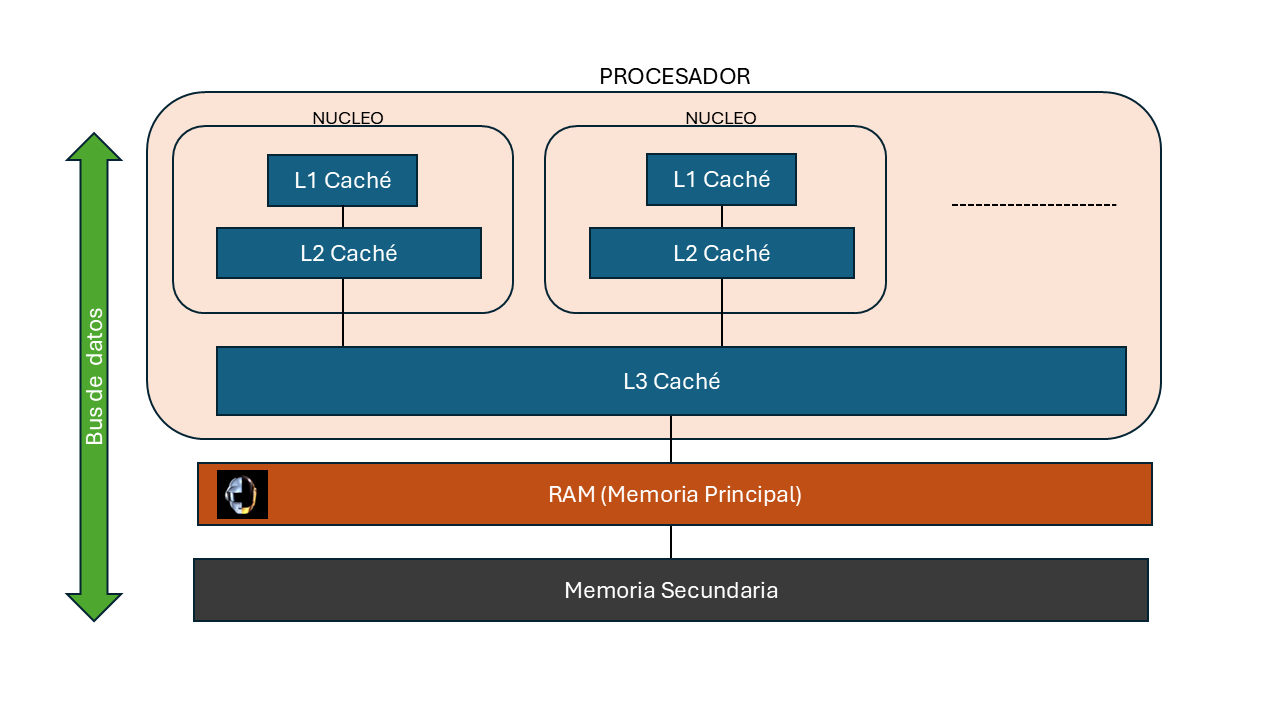 PROCESADOR
NUCLEO
NUCLEO
L1 Caché
L1 Caché
L2 Caché
L2 Caché
L3 Caché
Bus de datos
RAM (Memoria Principal)
Memoria Secundaria